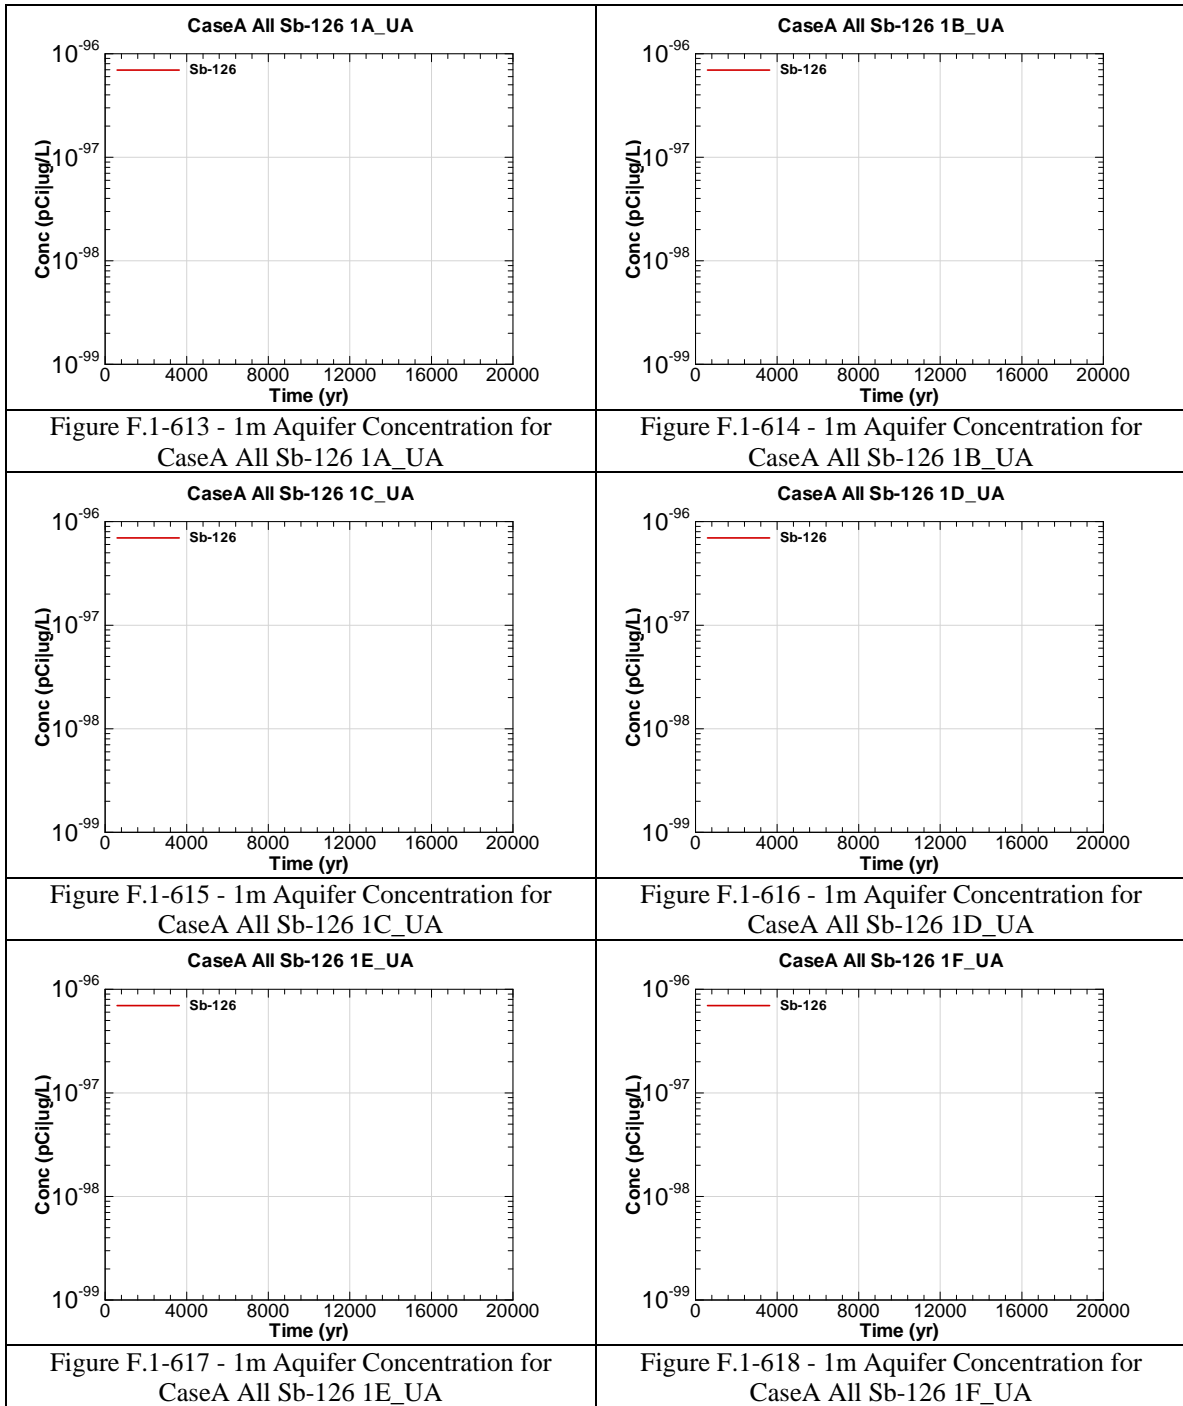 CaseA All Sb-126 1A_UA
10-96
Sb-126
10-97
10-98
10-99
Conc (pCi|ug/L)
0 4000 8000 12000 16000 20000
Time (yr)
Figure F.1-613 - 1m Aquifer Concentration for
CaseA All Sb-126 1A_UA
CaseA All Sb-126 1B_UA
10-96
Sb-126
10-97
10-98
10-99
Conc (pCi|ug/L)
0 4000 8000 12000 16000 20000
Time (yr)
Figure F.1-614 - 1m Aquifer Concentration for
CaseA All Sb-126 1B_UA
CaseA All Sb-126 1C_UA
10-96
Sb-126
10-97
10-98
10-99
Conc (pCi|ug/L)
0 4000 8000 12000 16000 20000
Time (yr)
Figure F.1-615 - 1m Aquifer Concentration for
CaseA All Sb-126 1C_UA
CaseA All Sb-126 1D_UA
10-96
Sb-126
10-97
10-98
10-99
Conc (pCi|ug/L)
0 4000 8000 12000 16000 20000
Time (yr)
Figure F.1-616 - 1m Aquifer Concentration for
CaseA All Sb-126 1D_UA
CaseA All Sb-126 1E_UA
10-96
Sb-126
10-97
10-98
10-99
Conc (pCi|ug/L)
0 4000 8000 12000 16000 20000
Time (yr)
Figure F.1-617 - 1m Aquifer Concentration for
CaseA All Sb-126 1E_UA
CaseA All Sb-126 1F_UA
10-96
Sb-126
10-97
10-98
10-99
Conc (pCi|ug/L)
0 4000 8000 12000 16000 20000
Time (yr)
Figure F.1-618 - 1m Aquifer Concentration for
CaseA All Sb-126 1F_UA